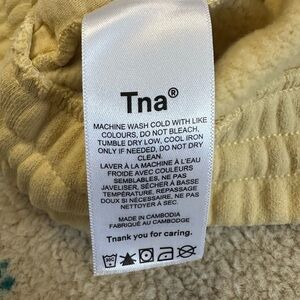 Tna®
MACHINE WASH COLD WITH LIKE
COLOURS, DO NOT BLEACH,
TUMBLE DRY LOW, COOL IRON
ONLY IF NEEDED, DO NOT DRY
CLEAN.
LAVER À LA MACHINE À L'EAU
FROIDE AVEC COULEURS
SEMBLABLES, NE PAS
JAVELISER, SÉCHER À BASSE
TEMPÉRATURE, REPASSAGE
DOUX SI NÉCESSAIRE, NE PAS
NETTOYER À SEC.
MADE IN CAMBODIA
FABRIQUÉ AU CAMBODGE
Tnank you for caring.